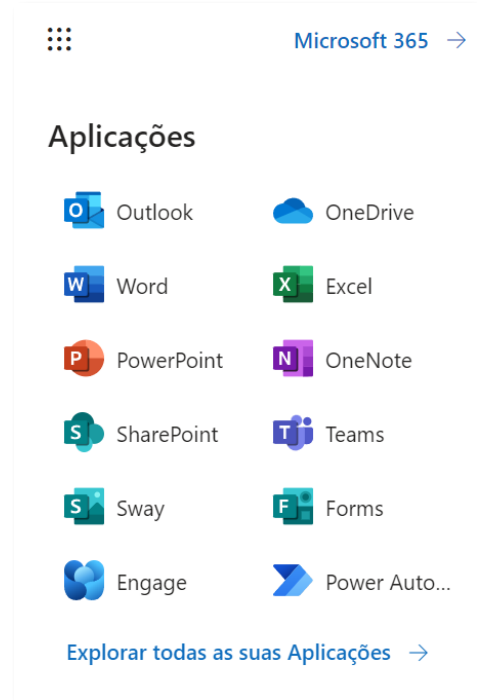 Microsoft 365
Aplicações
Outlook OneDrive
Word Excel
PowerPoint OneNote
SharePoint Teams
Sway Forms
Engage Power Auto...
Explorar todas as suas Aplicações